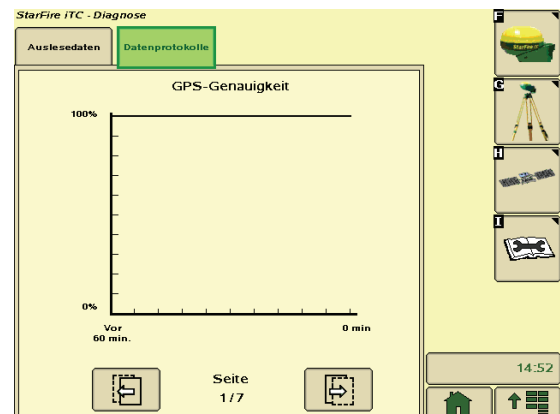 StarFire iTC - Diagnose
Auslesedaten
Datenprotokolle
GPS-Genauigkeit
100%
0%
Vor
60 min.
0 min
Seite
1/7
F
G
H
I
14:52